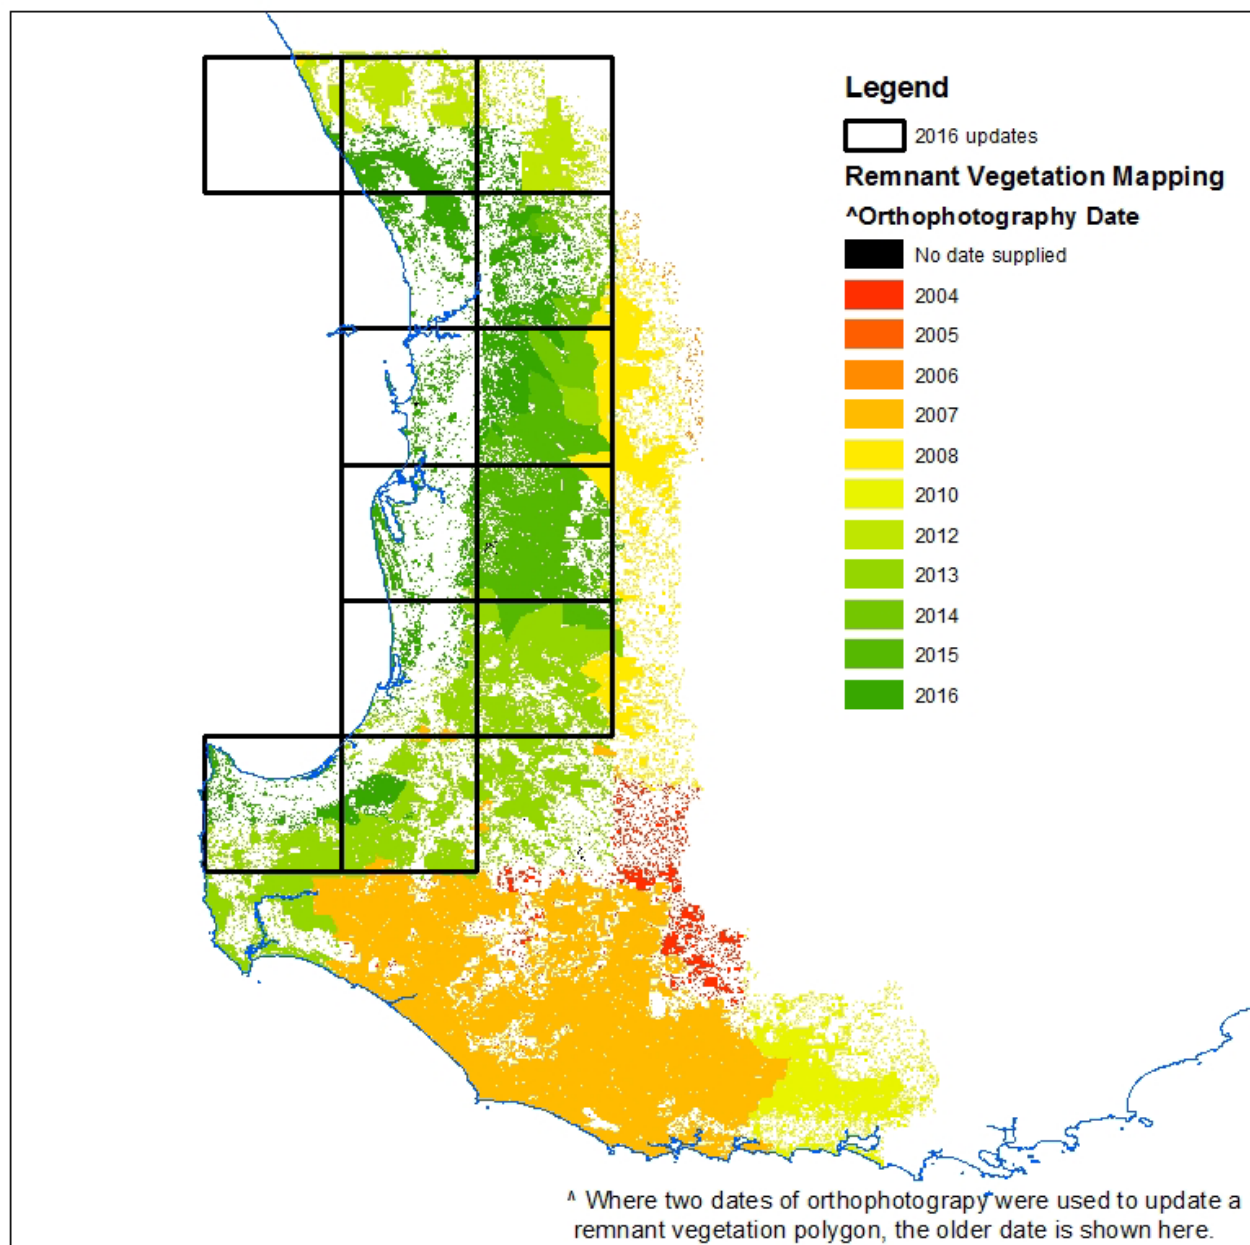 Legend
2016 updates
Remnant Vegetation Mapping
^Orthophotography Date
No date supplied
2004
2005
2006
2007
2008
2010
2012
2013
2014
2015
2016
^ Where two dates of orthophotograpy were used to update a
remnant vegetation polygon, the older date is shown here.